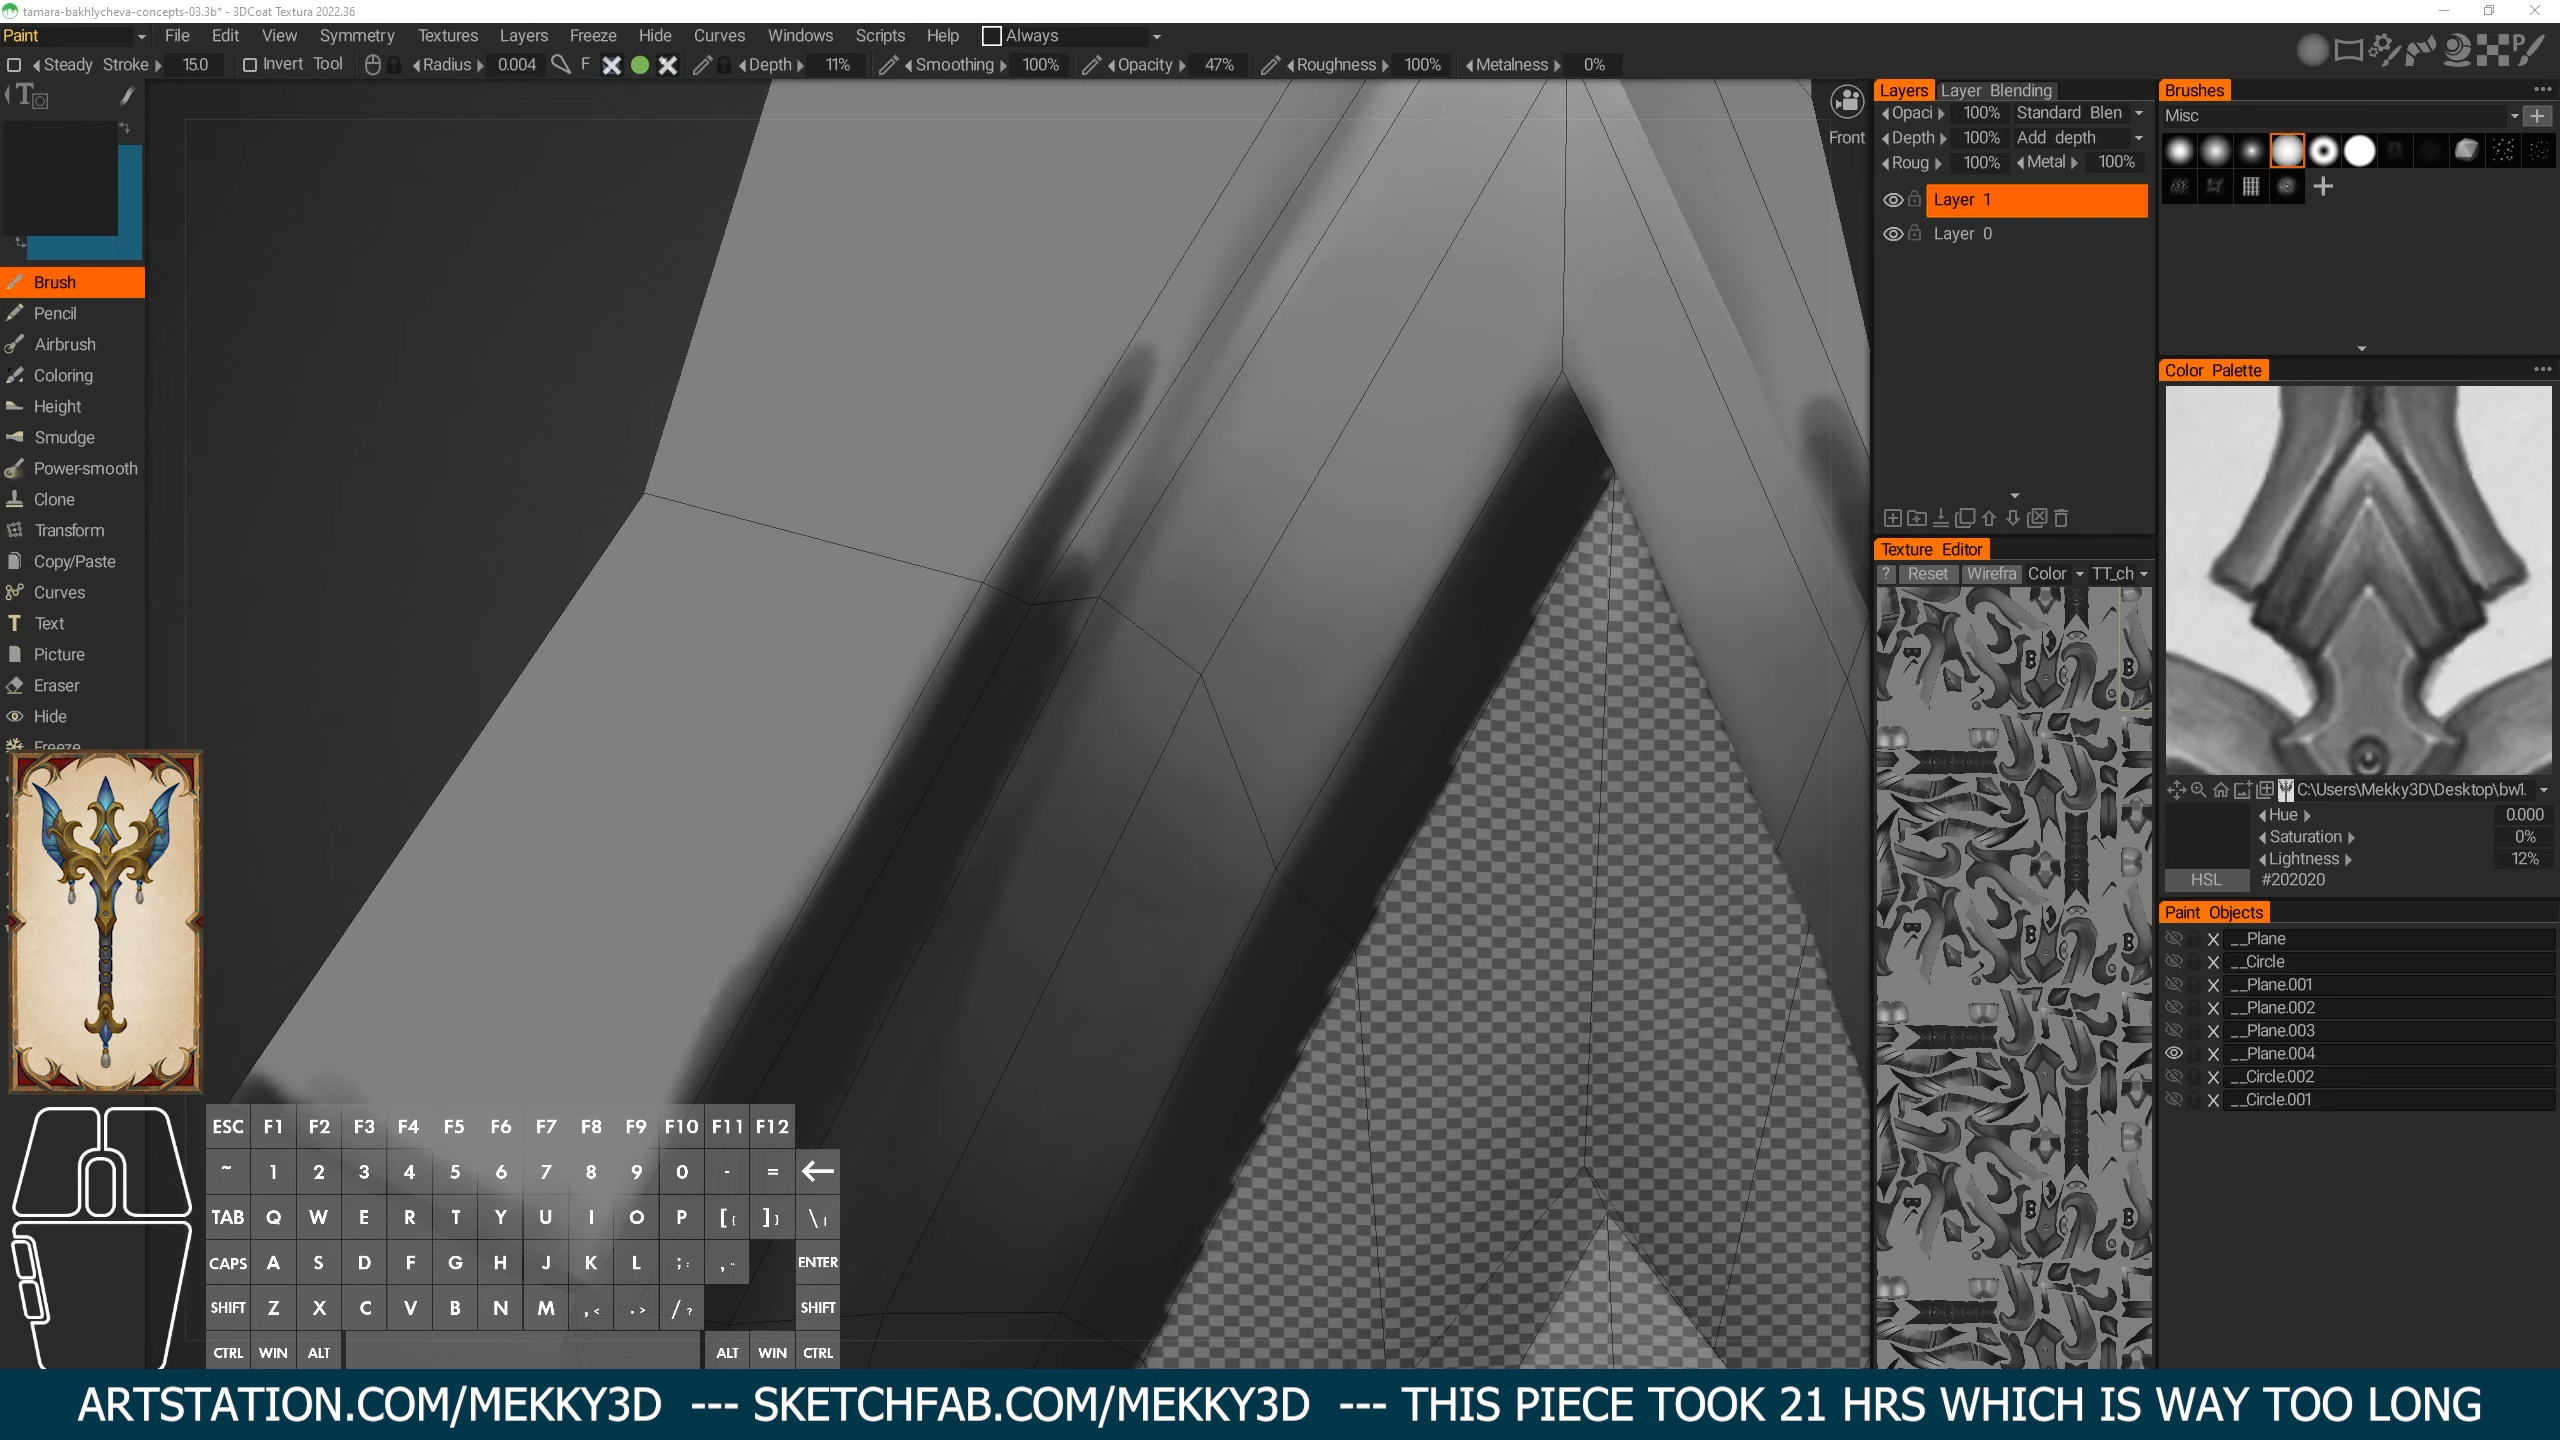 tamara-bakhlycheva-concepts-03.3b* - 3DCoat Textura 2022.36
Paint File Edit View Symmetry Textures Layers Freeze Hide Curves Windows Scripts Help Always
Steady Stroke 15.0 Invert Tool Radius 0.004 F Depth 11% Smoothing 100% Opacity 47% Roughness 100% Metalness 0%
Brush
Pencil
Airbrush
Coloring
Height
Smudge
Power-smooth
Clone
Transform
Copy/Paste
Curves
Text
Picture
Eraser
Hide
Freeze
Front
Layers Layer Blending
Opaci 100% Standard Blen
Depth 100% Add depth
Roug 100% Metal 100%
Layer 1
Layer 0
Texture Editor
? Reset Wirefra Color TT_ch
Brushes
Misc
Color Palette
C:\Users\Mekky3D\Desktop\bw1.
Hue 0.000
Saturation 0%
Lightness 12%
HSL #202020
Paint Objects
X __Plane
X __Circle
X __Plane.001
X __Plane.002
X __Plane.003
X __Plane.004
X __Circle.002
X __Circle.001
ESC F1 F2 F3 F4 F5 F6 F7 F8 F9 F10 F11 F12
~ 1 2 3 4 5 6 7 8 9 0 - =
TAB Q W E R T Y U I O P [{ ]} \|
CAPS A S D F G H J K L ;: ,"
ENTER
SHIFT Z X C V B N M ,< .> /? SHIFT
CTRL WIN ALT ALT WIN CTRL
ARTSTATION.COM/MEKKY3D --- SKETCHFAB.COM/MEKKY3D --- THIS PIECE TOOK 21 HRS WHICH IS WAY TOO LONG